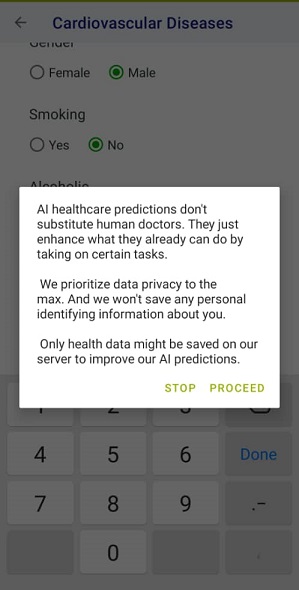 Cardiovascular Diseases
Gender
Female
Male
Smoking
Yes
No
Alcoholic
AI healthcare predictions don't
substitute human doctors. They just
enhance what they already can do by
taking on certain tasks.
We prioritize data privacy to the
max. And we won't save any personal
identifying information about you.
Only health data might be saved on our
server to improve our AI predictions.
STOP PROCEED
1 2 3
4 5 6 Done
7 8 9 .-
0 ,